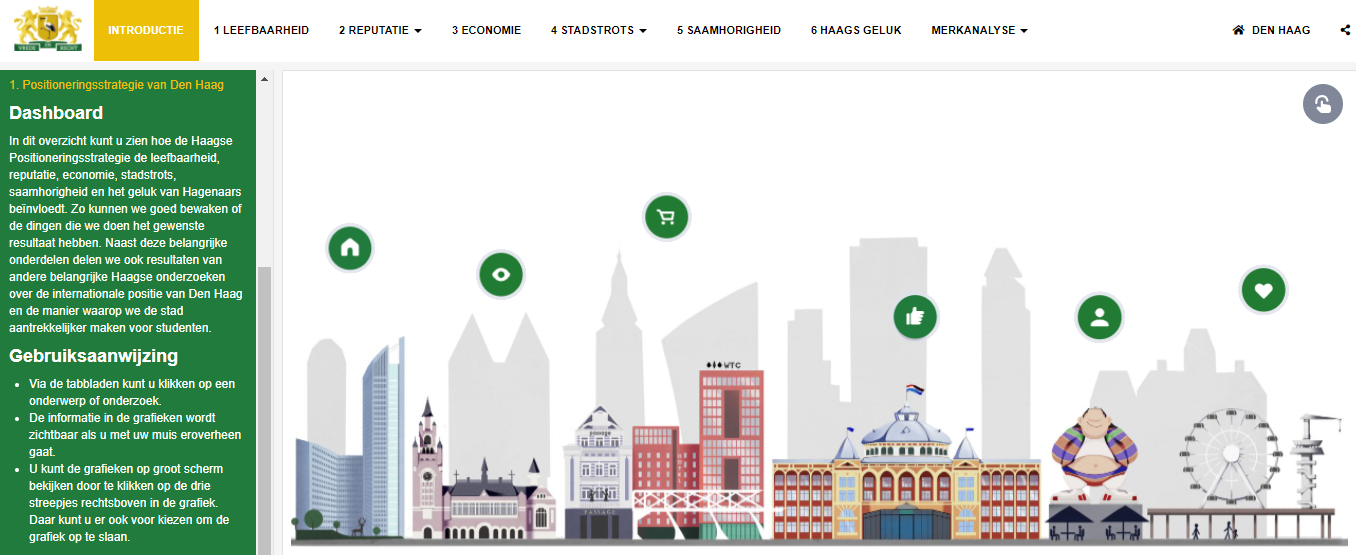 VREDE EN RECHT
INTRODUCTIE
1 LEEFBAARHEID
2 REPUTATIE
3 ECONOMIE
4 STADSTROTS
5 SAAMHORIGHEID
6 HAAGS GELUK
MERKANALYSE
DEN HAAG
1. Positioneringsstrategie van Den Haag
Dashboard
In dit overzicht kunt u zien hoe de Haagse
Positioneringsstrategie de leefbaarheid,
reputatie, economie, stadstrots,
saamhorigheid en het geluk van Hagenaars
beïnvloedt. Zo kunnen we goed bewaken of
de dingen die we doen het gewenste
resultaat hebben. Naast deze belangrijke
onderdelen delen we ook resultaten van
andere belangrijke Haagse onderzoeken
over de internationale positie van Den Haag
en de manier waarop we de stad
aantrekkelijker maken voor studenten.
Gebruiksaanwijzing
• Via de tabbladen kunt u klikken op een
onderwerp of onderzoek.
• De informatie in de grafieken wordt
zichtbaar als u met uw muis eroverheen
gaat.
• U kunt de grafieken op groot scherm
bekijken door te klikken op de drie
streepjes rechtsboven in de grafiek.
Daar kunt u er ook voor kiezen om de
grafiek op te slaan.
WTC
PASSAGE
PASSAGE